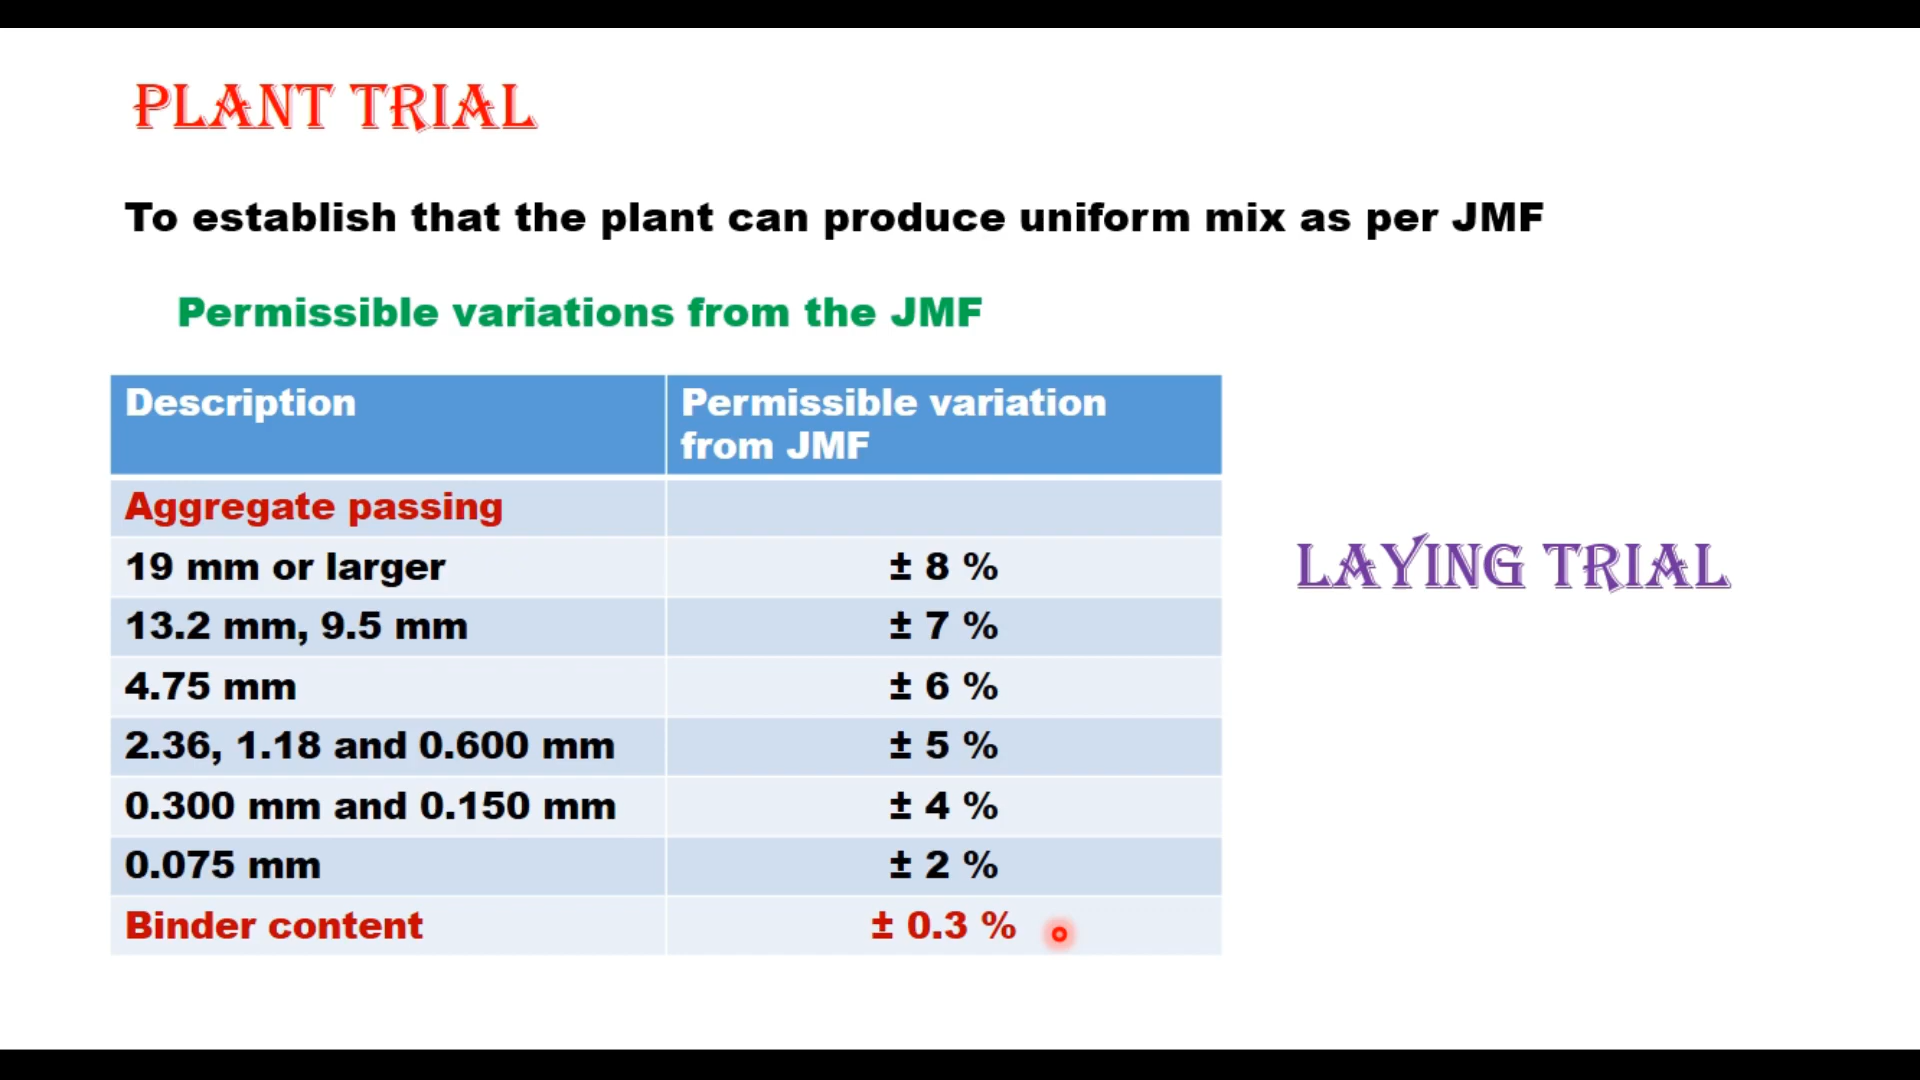 PLANT TRIAL
To establish that the plant can produce uniform mix as per JMF
Permissible variations from the JMF
Description
Permissible variation
from JMF
Aggregate passing
19 mm or larger ± 8 %
13.2 mm, 9.5 mm ± 7 %
4.75 mm ± 6 %
2.36, 1.18 and 0.600 mm ± 5 %
0.300 mm and 0.150 mm ± 4 %
0.075 mm ± 2 %
Binder content ± 0.3 %
LAYING TRIAL